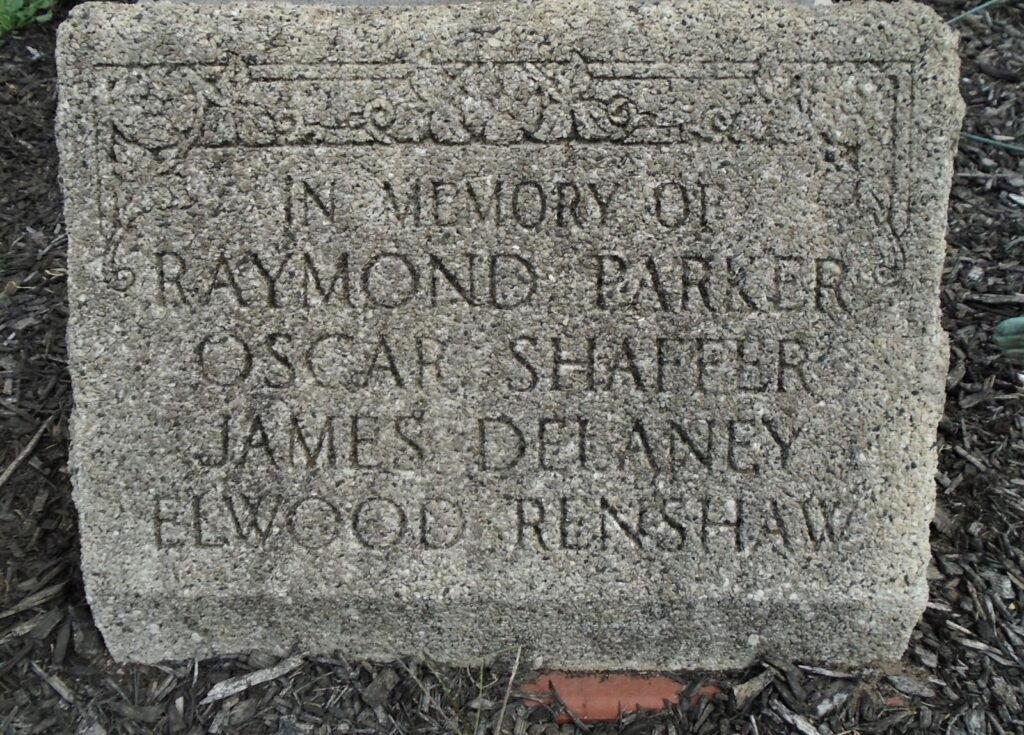 IN MEMORY OF
RAYMOND PARKER
OSCAR SHAFFER
JAMES DELANEY
ELWOOD RENSHAW